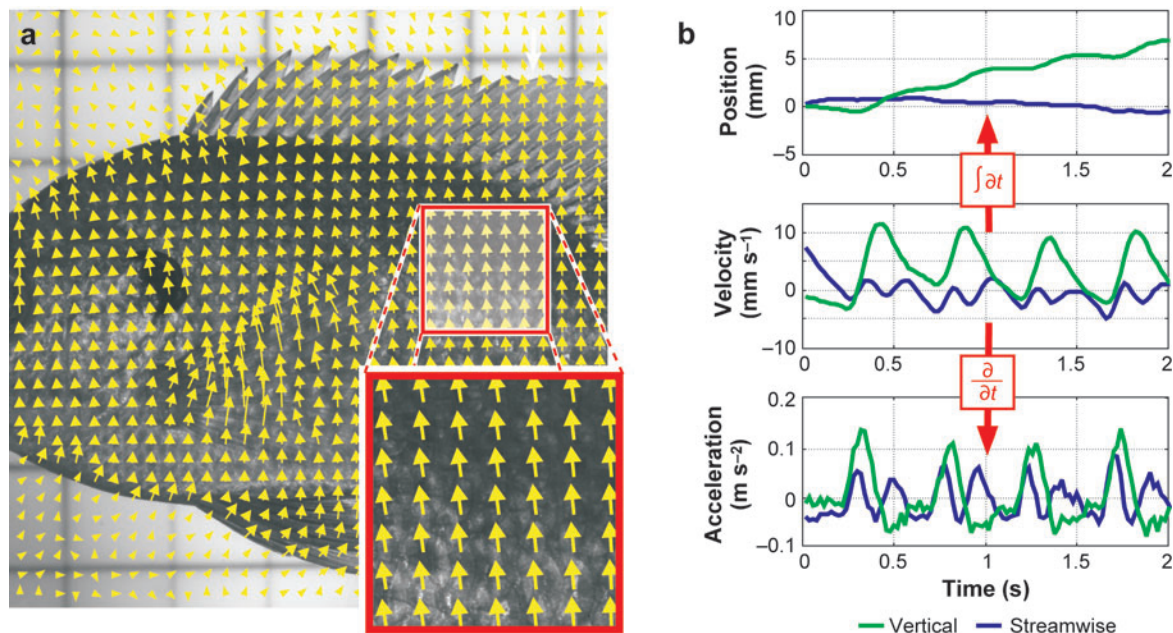 a
b
10
5
0
–5
Position
(mm)
0
0.5
1
1.5
2
∫ ∂t
10
0
–10
Velocity
(mm s–1)
0
0.5
1
1.5
2
∂
∂t
0.2
0.1
0
–0.1
Acceleration
(m s–2)
0
0.5
1
1.5
2
Time (s)
Vertical
Streamwise